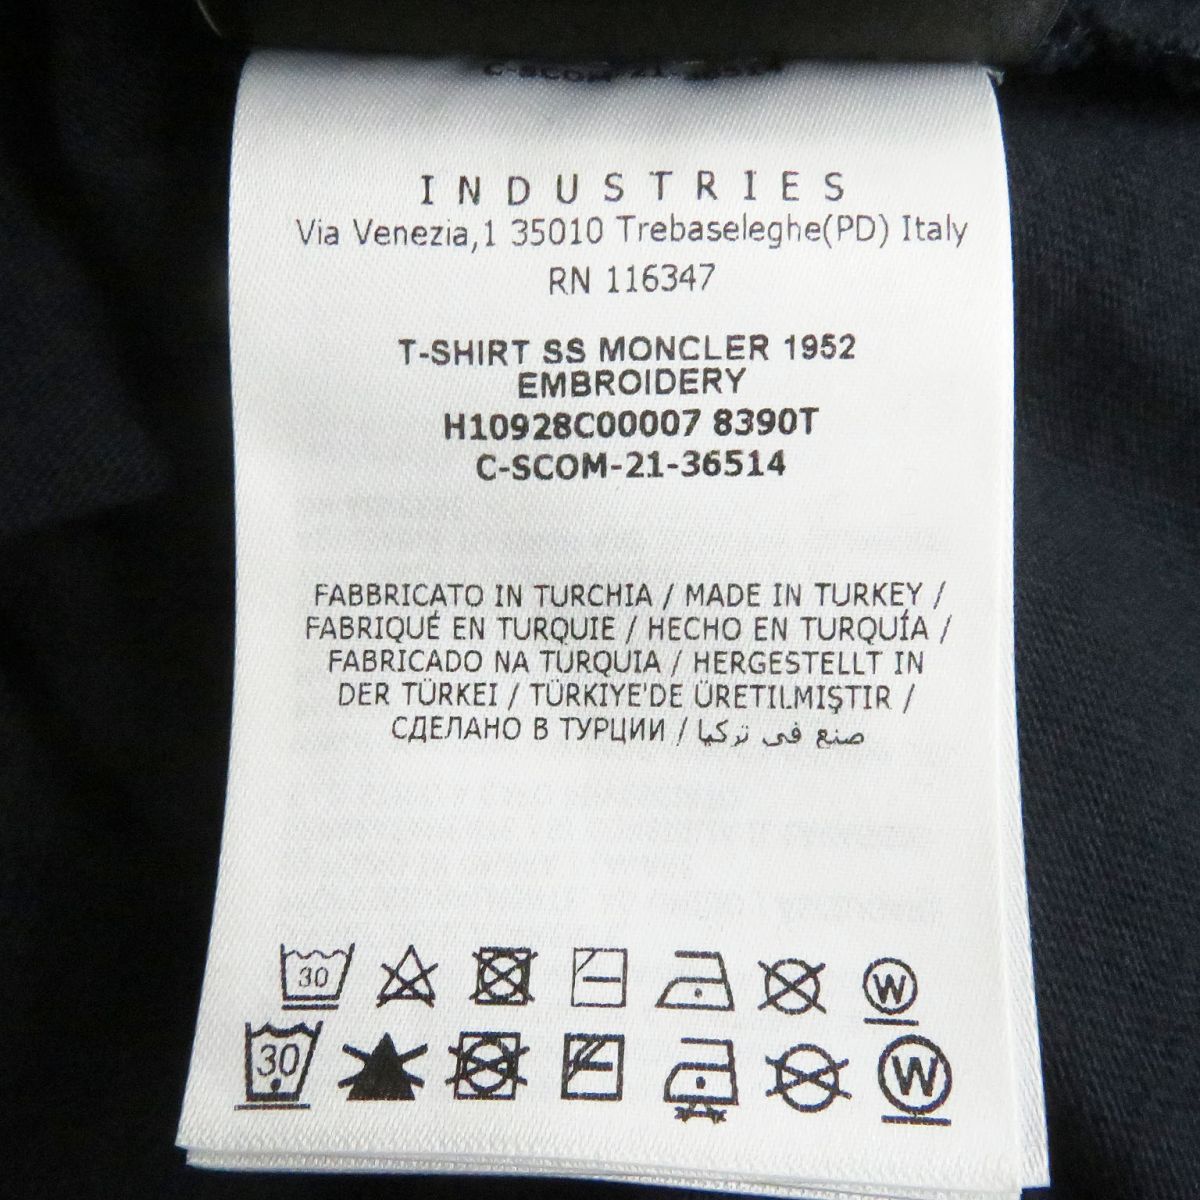 INDUSTRIES
Via Venezia,1 35010 Trebaseleghe(PD) Italy
RN 116347
T-SHIRT SS MONCLER 1952
EMBROIDERY
H10928C00007 8390T
C-SCOM-21-36514
FABBRICATO IN TURCHIA / MADE IN TURKEY /
FABRIQUÉ EN TURQUIE / HECHO EN TURQUÍA /
FABRICADO NA TURQUIA / HERGESTELLT IN
DER TÜRKEI / TÜRKIYE'DE ÜRETILMIŞTIR /
СДЕЛАНО В ТУРЦИИ / صنع في تركيا
30 W
30 W